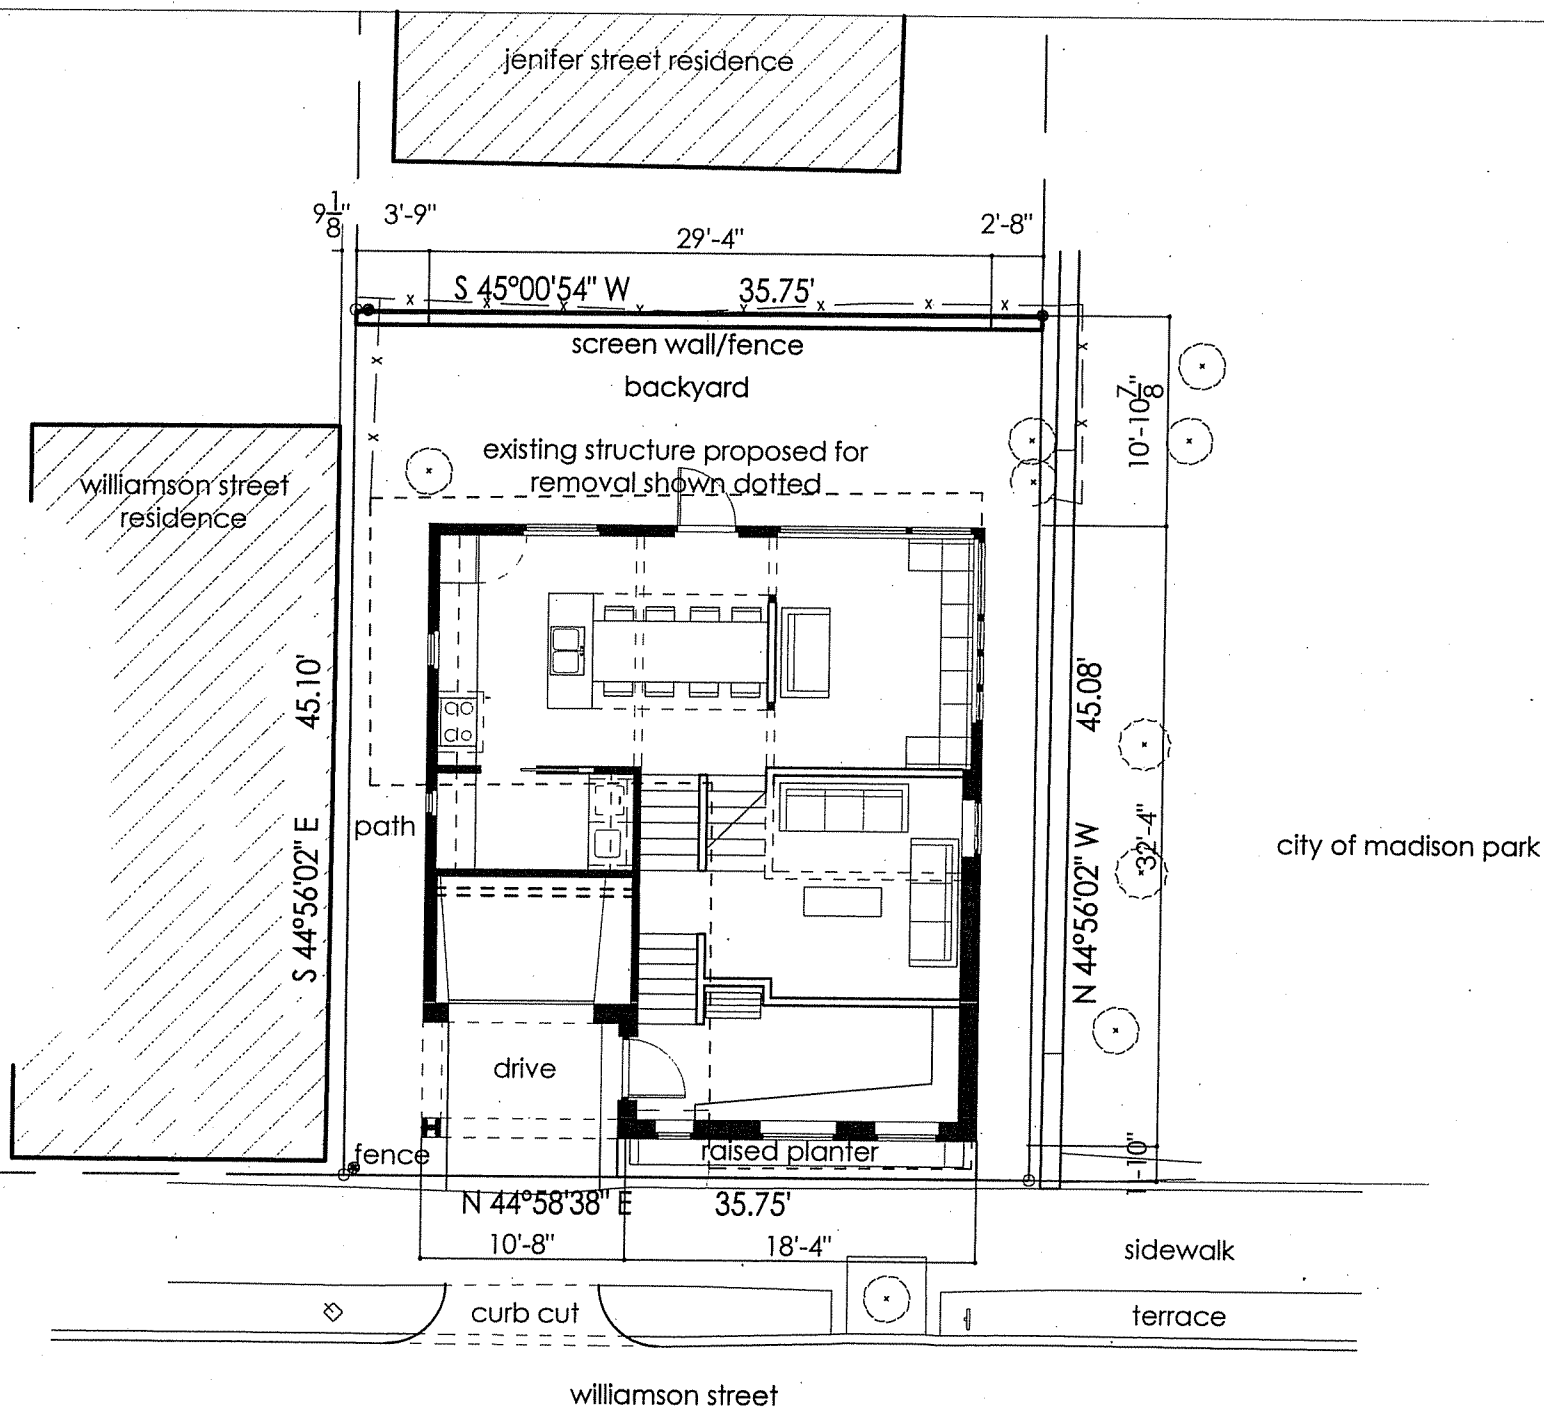 jenifer street residence
9 1/8"
3'-9"
29'-4"
2'-8"
S 45°00'54" W
35.75'
screen wall/fence
backyard
10'-10 7/8"
existing structure proposed for
removal shown dotted
williamson street
residence
45.10'
S 44°56'02" E
45.08'
N 44°56'02" W
32'-4"
path
city of madison park
drive
fence
raised planter
N 44°58'38" E
35.75'
10'-8"
18'-4"
sidewalk
curb cut
terrace
williamson street